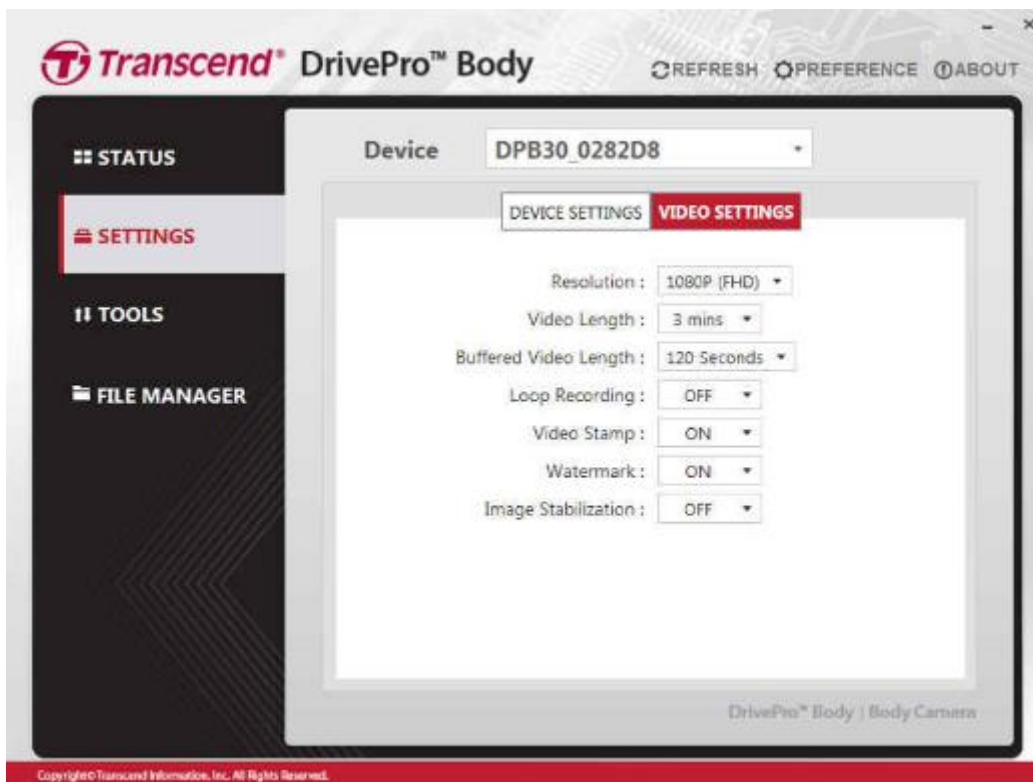 Transcend® DrivePro™ Body
REFRESH PREFERENCE ABOUT
STATUS
SETTINGS
TOOLS
FILE MANAGER
Device DPB30_0282D8
DEVICE SETTINGS VIDEO SETTINGS
Resolution : 1080P (FHD)
Video Length : 3 mins
Buffered Video Length : 120 Seconds
Loop Recording : OFF
Video Stamp : ON
Watermark : ON
Image Stabilization : OFF
DrivePro™ Body | Body Camera
Copyright© Transcend Information, Inc. All Rights Reserved.